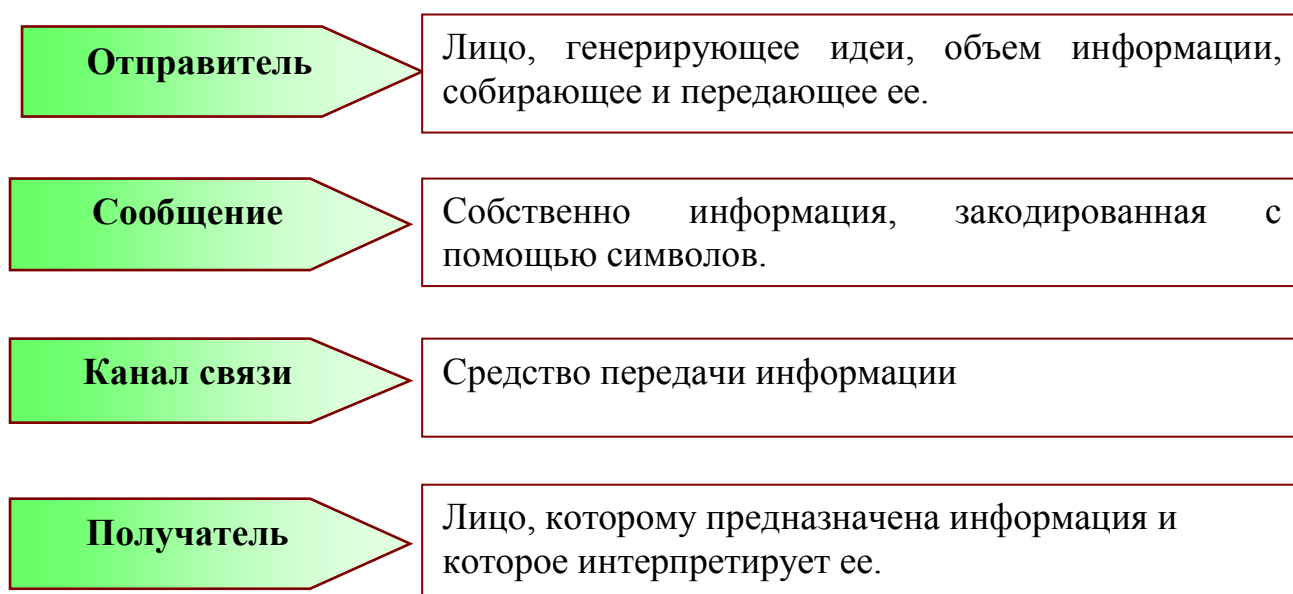 Отправитель
Лицо, генерирующее идеи, объем информации,
собирающее и передающее ее.
Сообщение
Собственно информация, закодированная с
помощью символов.
Канал связи
Средство передачи информации
Получатель
Лицо, которому предназначена информация и
которое интерпретирует ее.